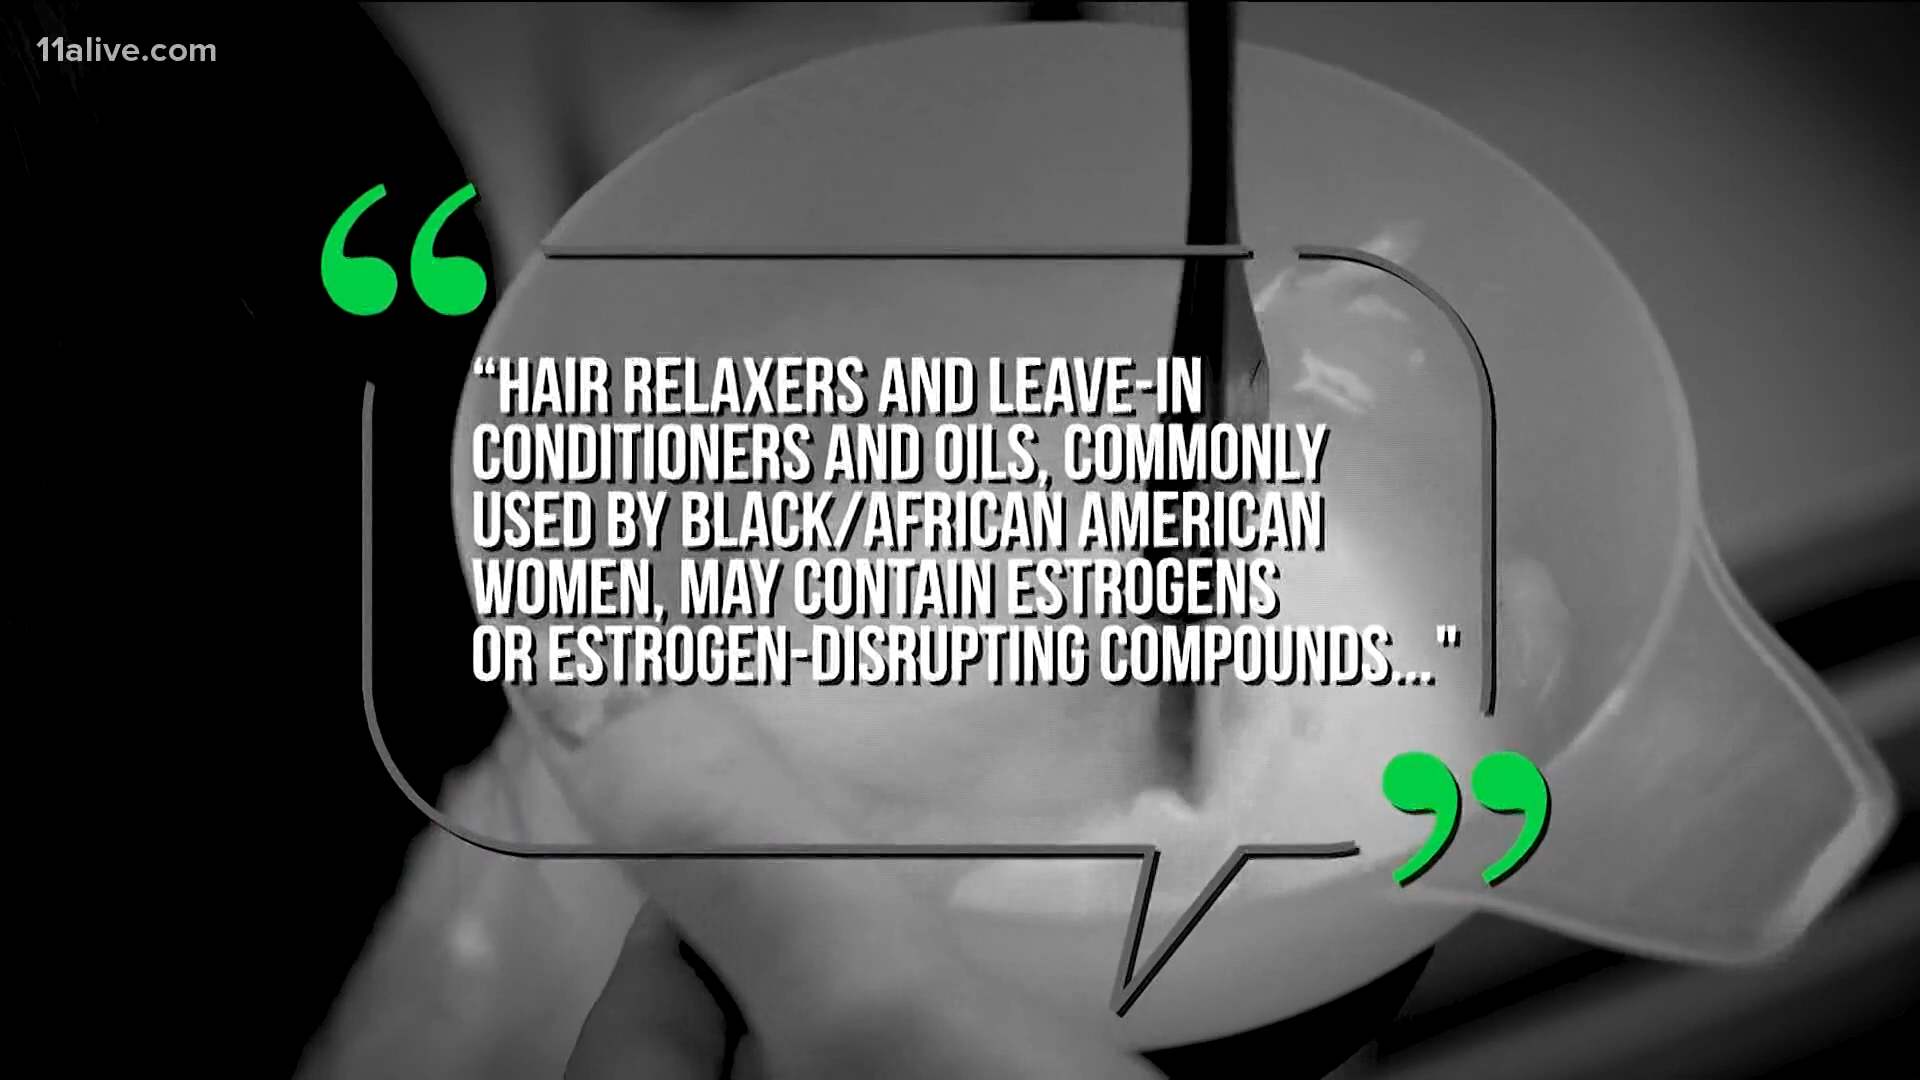 11alive.com
“HAIR RELAXERS AND LEAVE-IN
CONDITIONERS AND OILS, COMMONLY
USED BY BLACK/AFRICAN AMERICAN
WOMEN, MAY CONTAIN ESTROGENS
OR ESTROGEN-DISRUPTING COMPOUNDS..."